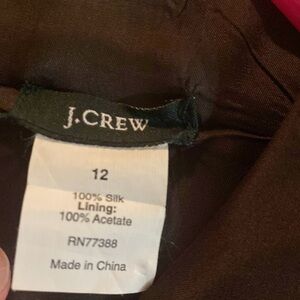 J.CREW
12
100% Silk
Lining:
100% Acetate
RN77388
Made in China